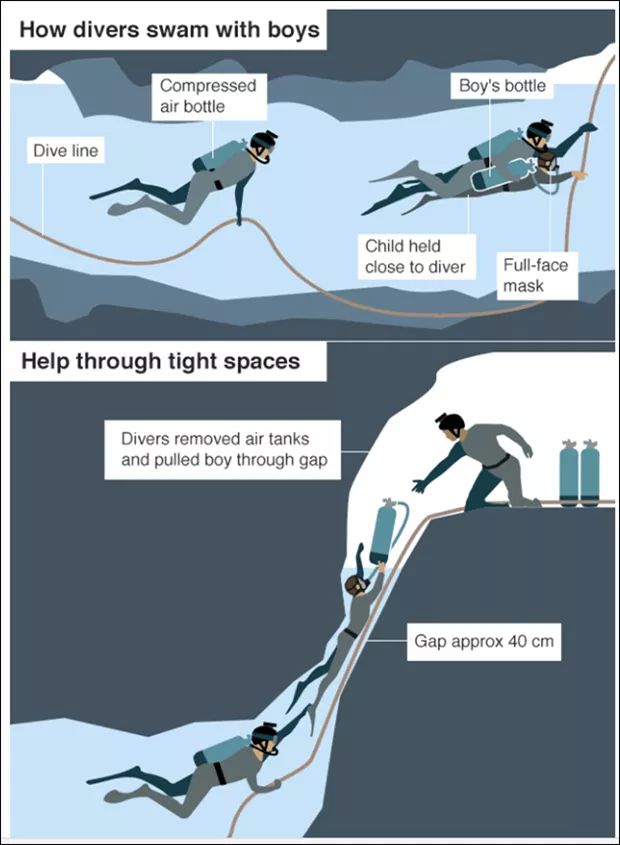 How divers swam with boys
Compressed
air bottle
Boy's bottle
Dive line
Child held
close to diver
Full-face
mask
Help through tight spaces
Divers removed air tanks
and pulled boy through gap
Gap approx 40 cm